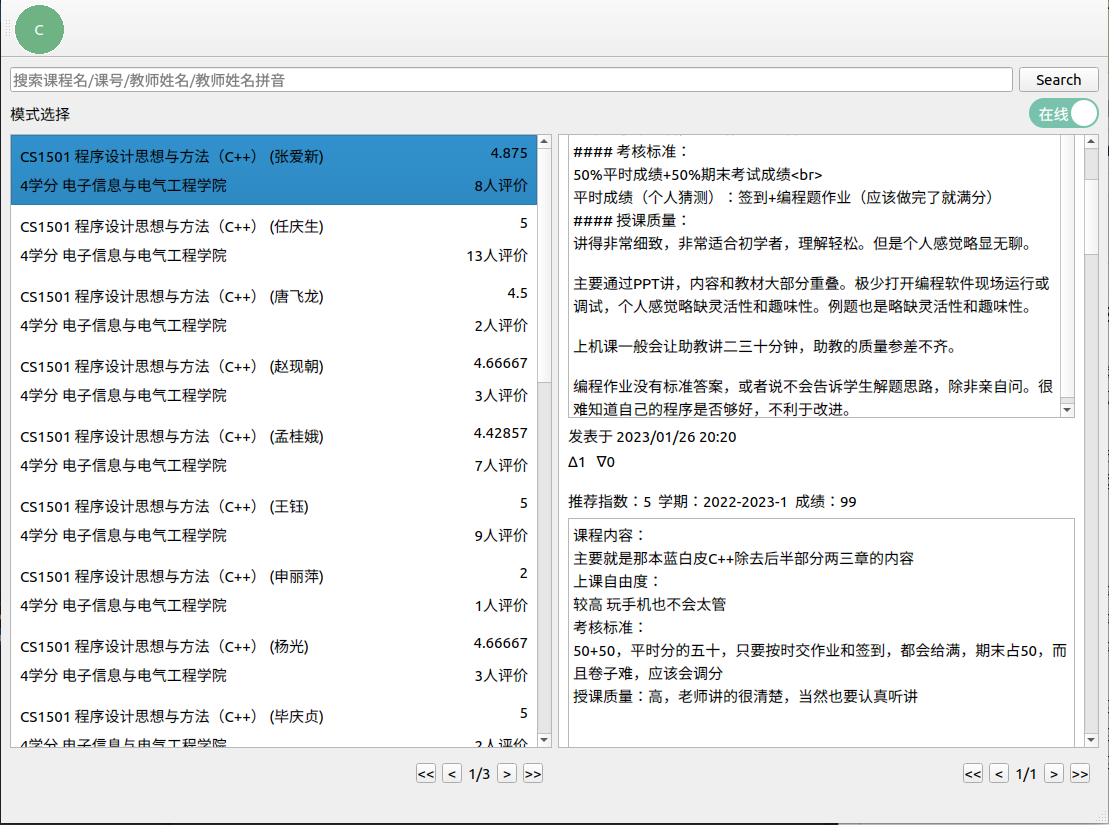 C
搜索课程名/课号/教师姓名/教师姓名拼音
Search
模式选择
在线
CS1501 程序设计思想与方法（C++） (张爱新)
4.875
4学分 电子信息与电气工程学院
8人评价
CS1501 程序设计思想与方法（C++） (任庆生)
5
4学分 电子信息与电气工程学院
13人评价
CS1501 程序设计思想与方法（C++） (唐飞龙)
4.5
4学分 电子信息与电气工程学院
2人评价
CS1501 程序设计思想与方法（C++） (赵现朝)
4.66667
4学分 电子信息与电气工程学院
3人评价
CS1501 程序设计思想与方法（C++） (孟桂娥)
4.42857
4学分 电子信息与电气工程学院
7人评价
CS1501 程序设计思想与方法（C++） (王钰)
5
4学分 电子信息与电气工程学院
9人评价
CS1501 程序设计思想与方法（C++） (申丽萍)
2
4学分 电子信息与电气工程学院
1人评价
CS1501 程序设计思想与方法（C++） (杨光)
4.66667
4学分 电子信息与电气工程学院
3人评价
CS1501 程序设计思想与方法（C++） (毕庆贞)
5
4学分 电子信息与电气工程学院
2人评价
<< < 1/3 > >>
#### 考核标准：
50%平时成绩+50%期末考试成绩<br>
平时成绩（个人猜测）：签到+编程题作业（应该做完了就满分）
#### 授课质量：
讲得非常细致，非常适合初学者，理解轻松。但是个人感觉略显无聊。
主要通过PPT讲，内容和教材大部分重叠。极少打开编程软件现场运行或
调试，个人感觉略缺灵活性和趣味性。例题也是略缺灵活性和趣味性。
上机课一般会让助教讲二三十分钟，助教的质量参差不齐。
编程作业没有标准答案，或者说不会告诉学生解题思路，除非亲自问。很
难知道自己的程序是否够好，不利于改进。
发表于 2023/01/26 20:20
Δ1 ∇0
推荐指数：5 学期：2022-2023-1 成绩：99
课程内容：
主要就是那本蓝白皮C++除去后半部分两三章的内容
上课自由度：
较高 玩手机也不会太管
考核标准：
50+50，平时分的五十，只要按时交作业和签到，都会给满，期末占50，而
且卷子难，应该会调分
授课质量：高，老师讲的很清楚，当然也要认真听讲
<< < 1/1 > >>